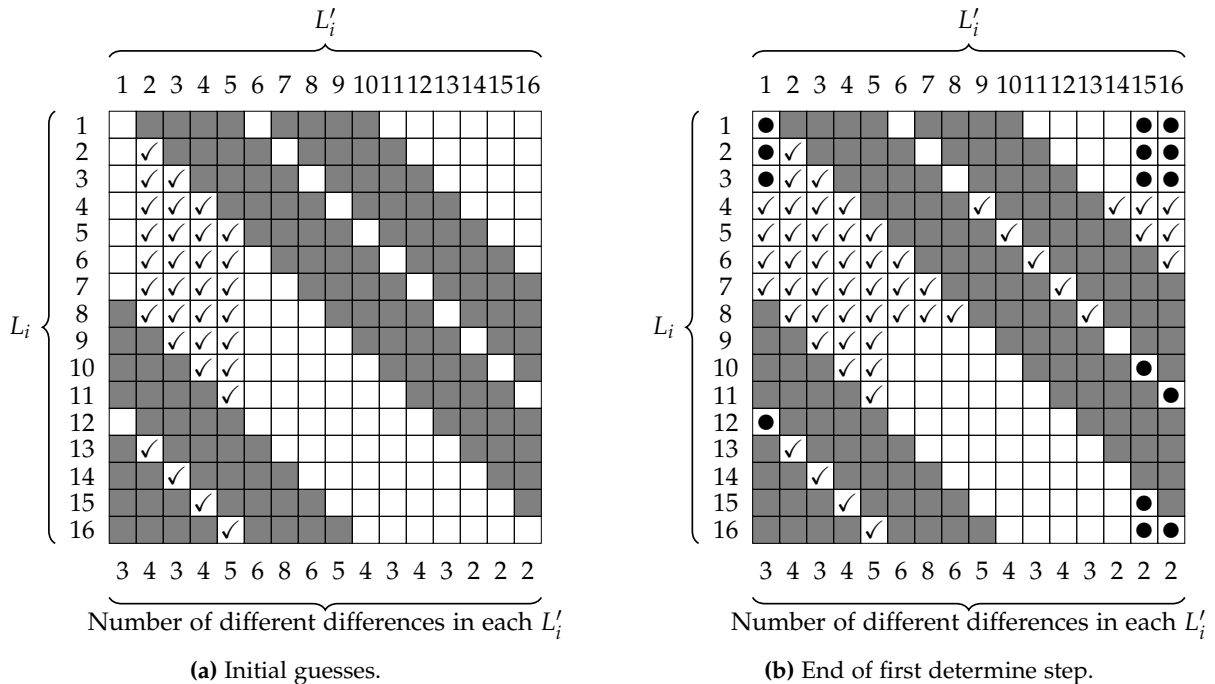 L′ᵢ
1 2 3 4 5 6 7 8 9 10 11 12 13 14 15 16
1
2
3
4
5
6
7
8
9
10
11
12
13
14
15
16
Lᵢ
3 4 3 4 5 6 8 6 5 4 3 4 3 2 2 2
Number of different differences in each L′ᵢ
(a) Initial guesses.
L′ᵢ
1 2 3 4 5 6 7 8 9 10 11 12 13 14 15 16
1
2
3
4
5
6
7
8
9
10
11
12
13
14
15
16
Lᵢ
3 4 3 4 5 6 8 6 5 4 3 4 3 2 2 2
Number of different differences in each L′ᵢ
(b) End of first determine step.